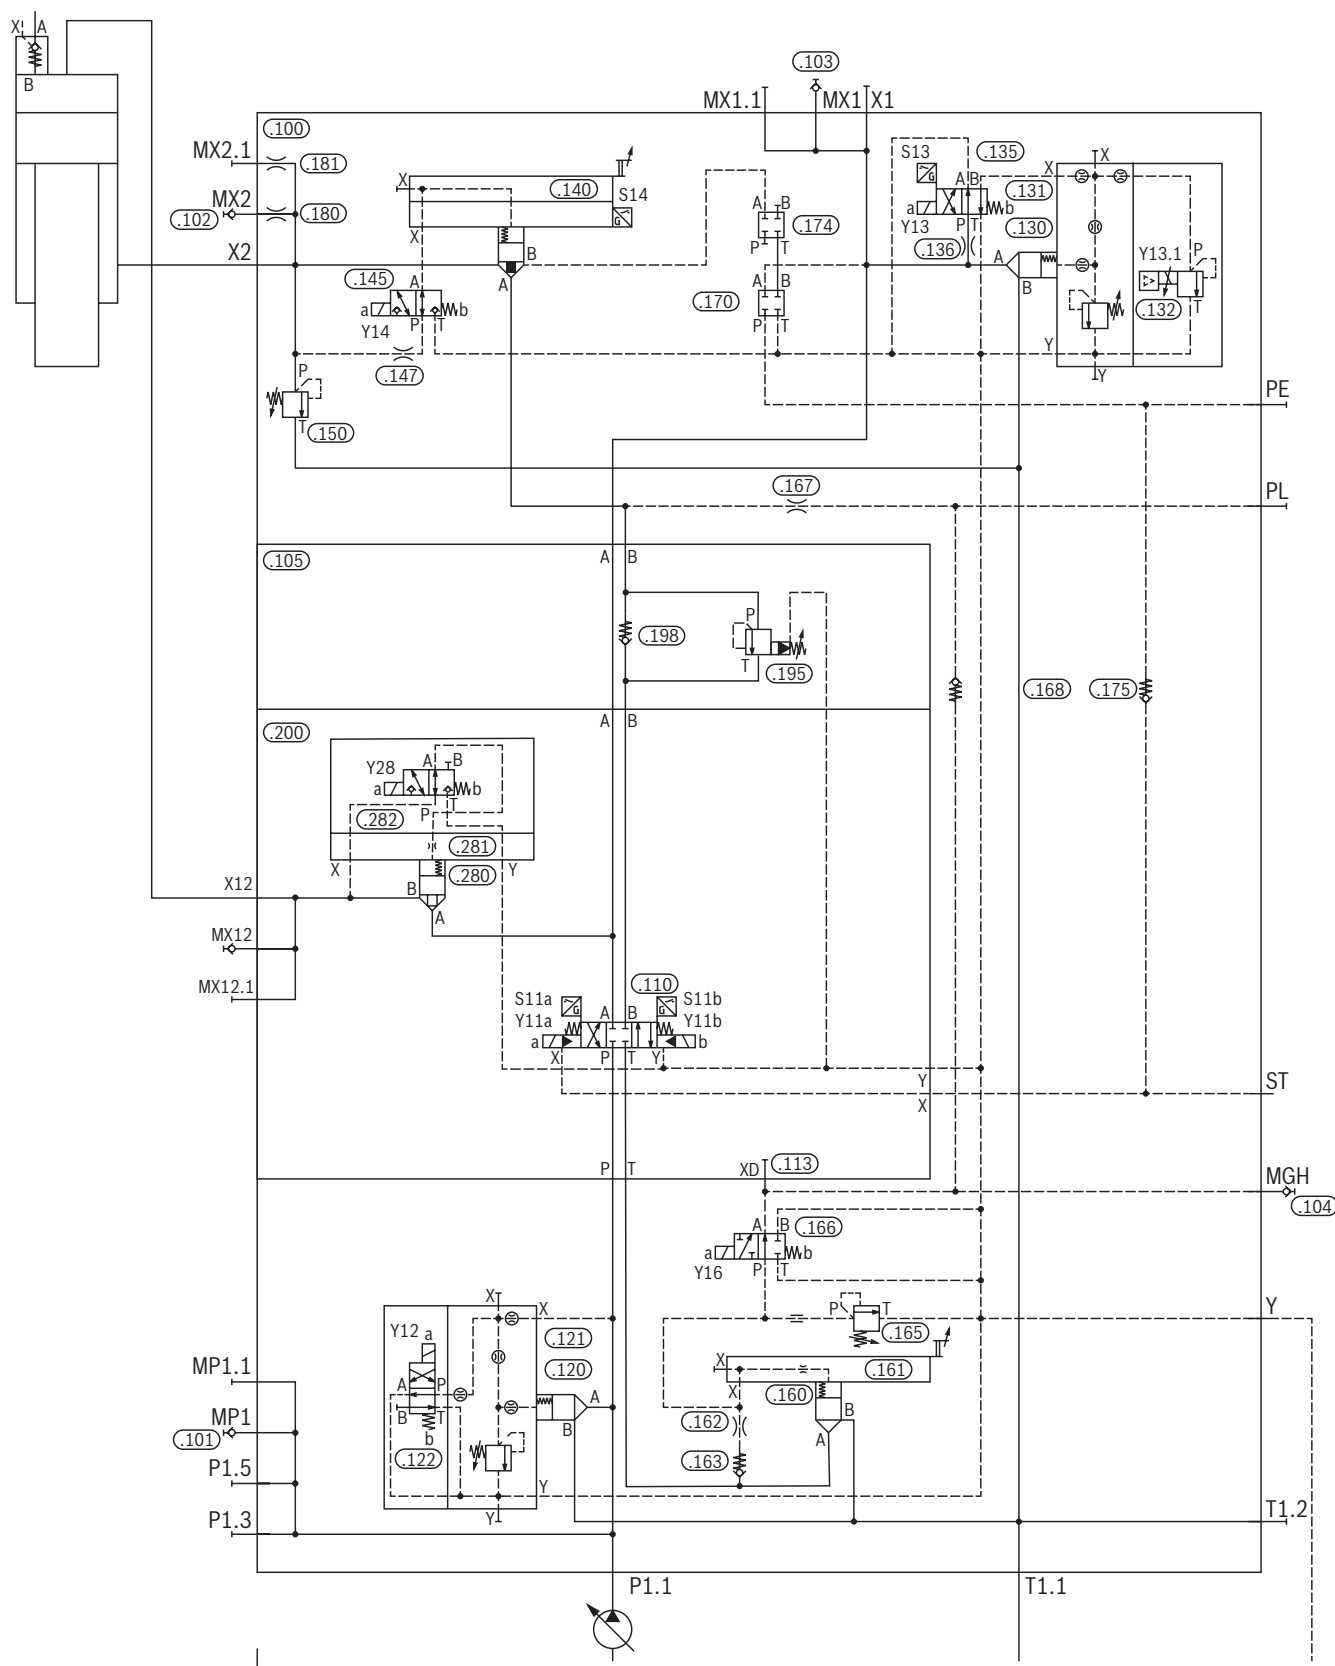 X A
B
.103
MX1.1 MX1 X1
.100
MX2.1
.181
MX2
.102
.180
X2
X
.140
S14
X
B
A
.145
A
a b
Y14 P T
.147
P
T
.150
A B
.174
P T
A B
.170
P T
S13
.135
A B
.131
a b
Y13 P T
.130
.136
A
B
X X
Y13.1
P
.132
T
Y
Y
PE
.167
PL
.105
A B
.198
P
T
.195
.168
.175
.200
A B
Y28 A B
a b
P T
.282
.281
X Y
.280
B
A
X12
MX12
MX12.1
.110
S11a A B S11b
Y11a Y11b
a b
X P T Y
Y
X
ST
P T
XD
.113
MGH
.104
A B
.166
a b
Y16 P T
X X
Y12 a
.121
.120
A P
B T
b
.122
A
B
Y
Y
P T
.165
X
.161
X
.160
B
A
.162
.163
Y
MP1.1
MP1
.101
P1.5
P1.3
T1.2
P1.1
T1.1